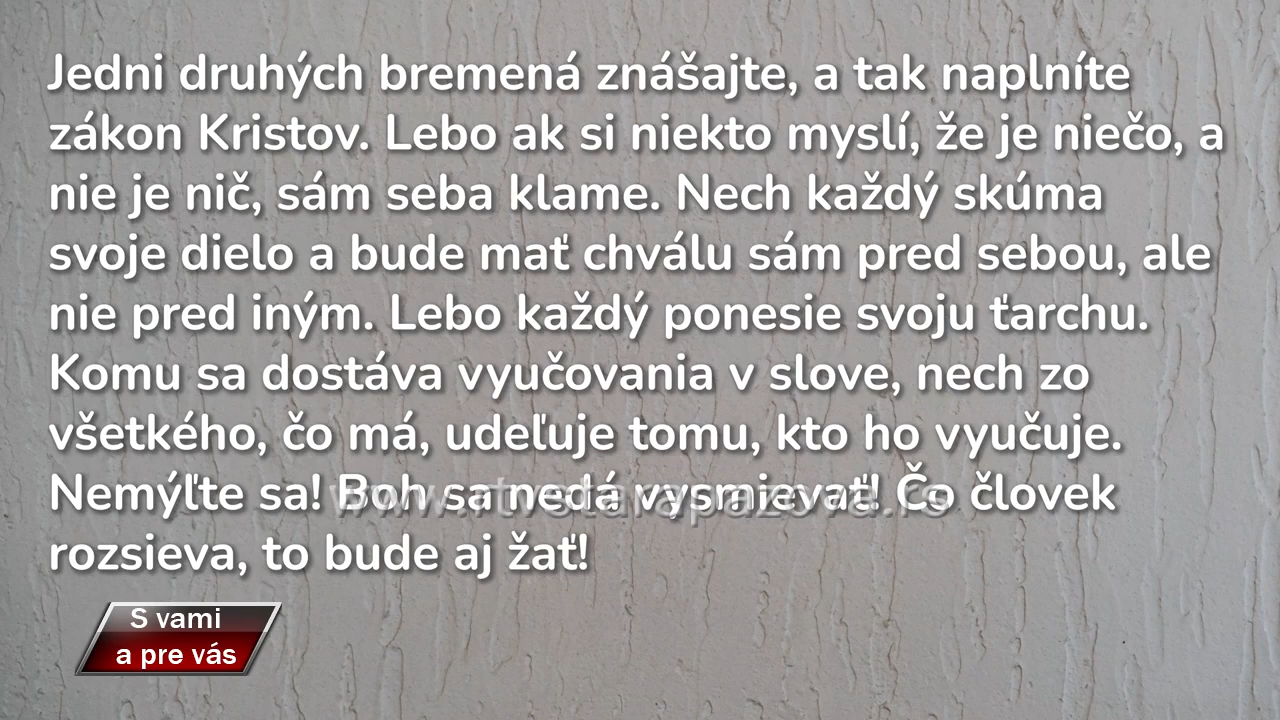 Jedni druhých bremená znášajte, a tak naplníte
zákon Kristov. Lebo ak si niekto myslí, že je niečo, a
nie je nič, sám seba klame. Nech každý skúma
svoje dielo a bude mať chválu sám pred sebou, ale
nie pred iným. Lebo každý ponesie svoju ťarchu.
Komu sa dostáva vyučovania v slove, nech zo
všetkého, čo má, udeľuje tomu, kto ho vyučuje.
Nemýľte sa! Boh sa nedá vysmievať! Čo človek
www.rtvstarapazova.rs
rozsieva, to bude aj žať!
S vami
a pre vás